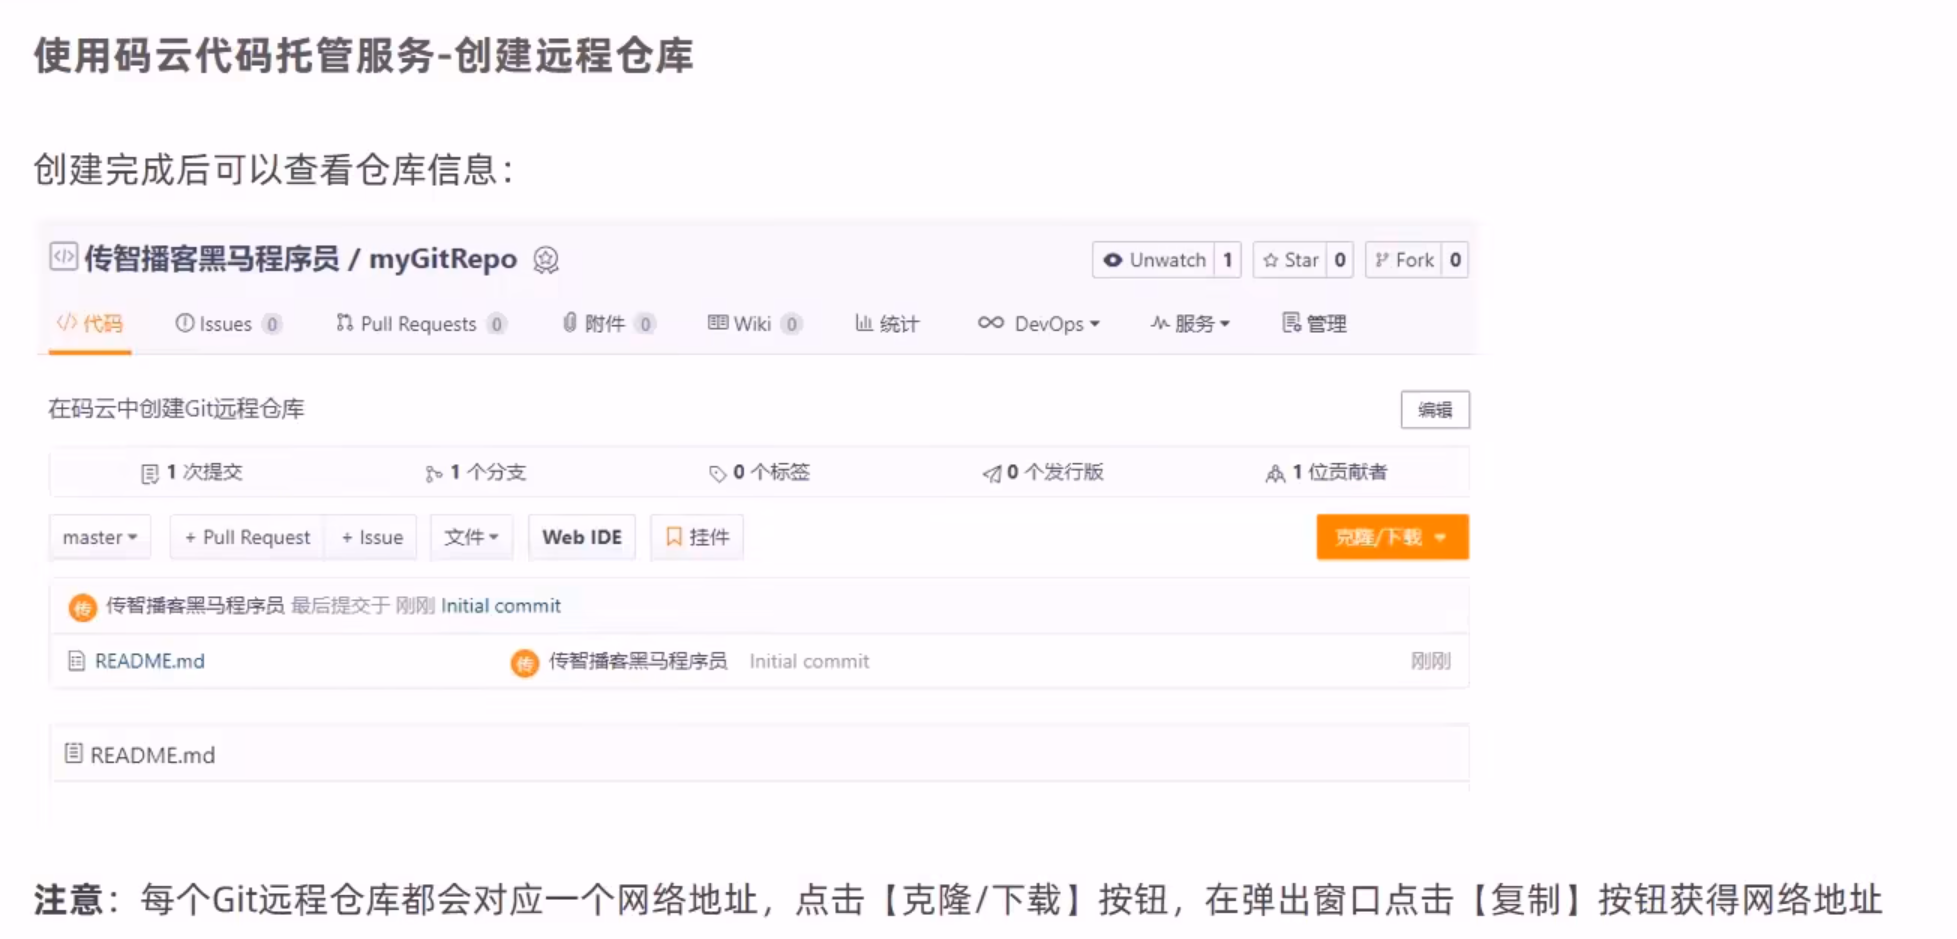 使用码云代码托管服务-创建远程仓库
创建完成后可以查看仓库信息：
传智播客黑马程序员 / myGitRepo
Unwatch 1 Star 0 Fork 0
代码 Issues 0 Pull Requests 0 附件 0 Wiki 0 统计 DevOps 服务 管理
在码云中创建Git远程仓库 编辑
1 次提交 1 个分支 0 个标签 0 个发行版 1 位贡献者
master + Pull Request + Issue 文件 Web IDE 挂件 克隆/下载
传 传智播客黑马程序员 最后提交于 刚刚 Initial commit
README.md 传 传智播客黑马程序员 Initial commit 刚刚
README.md
注意：每个Git远程仓库都会对应一个网络地址，点击【克隆/下载】按钮，在弹出窗口点击【复制】按钮获得网络地址